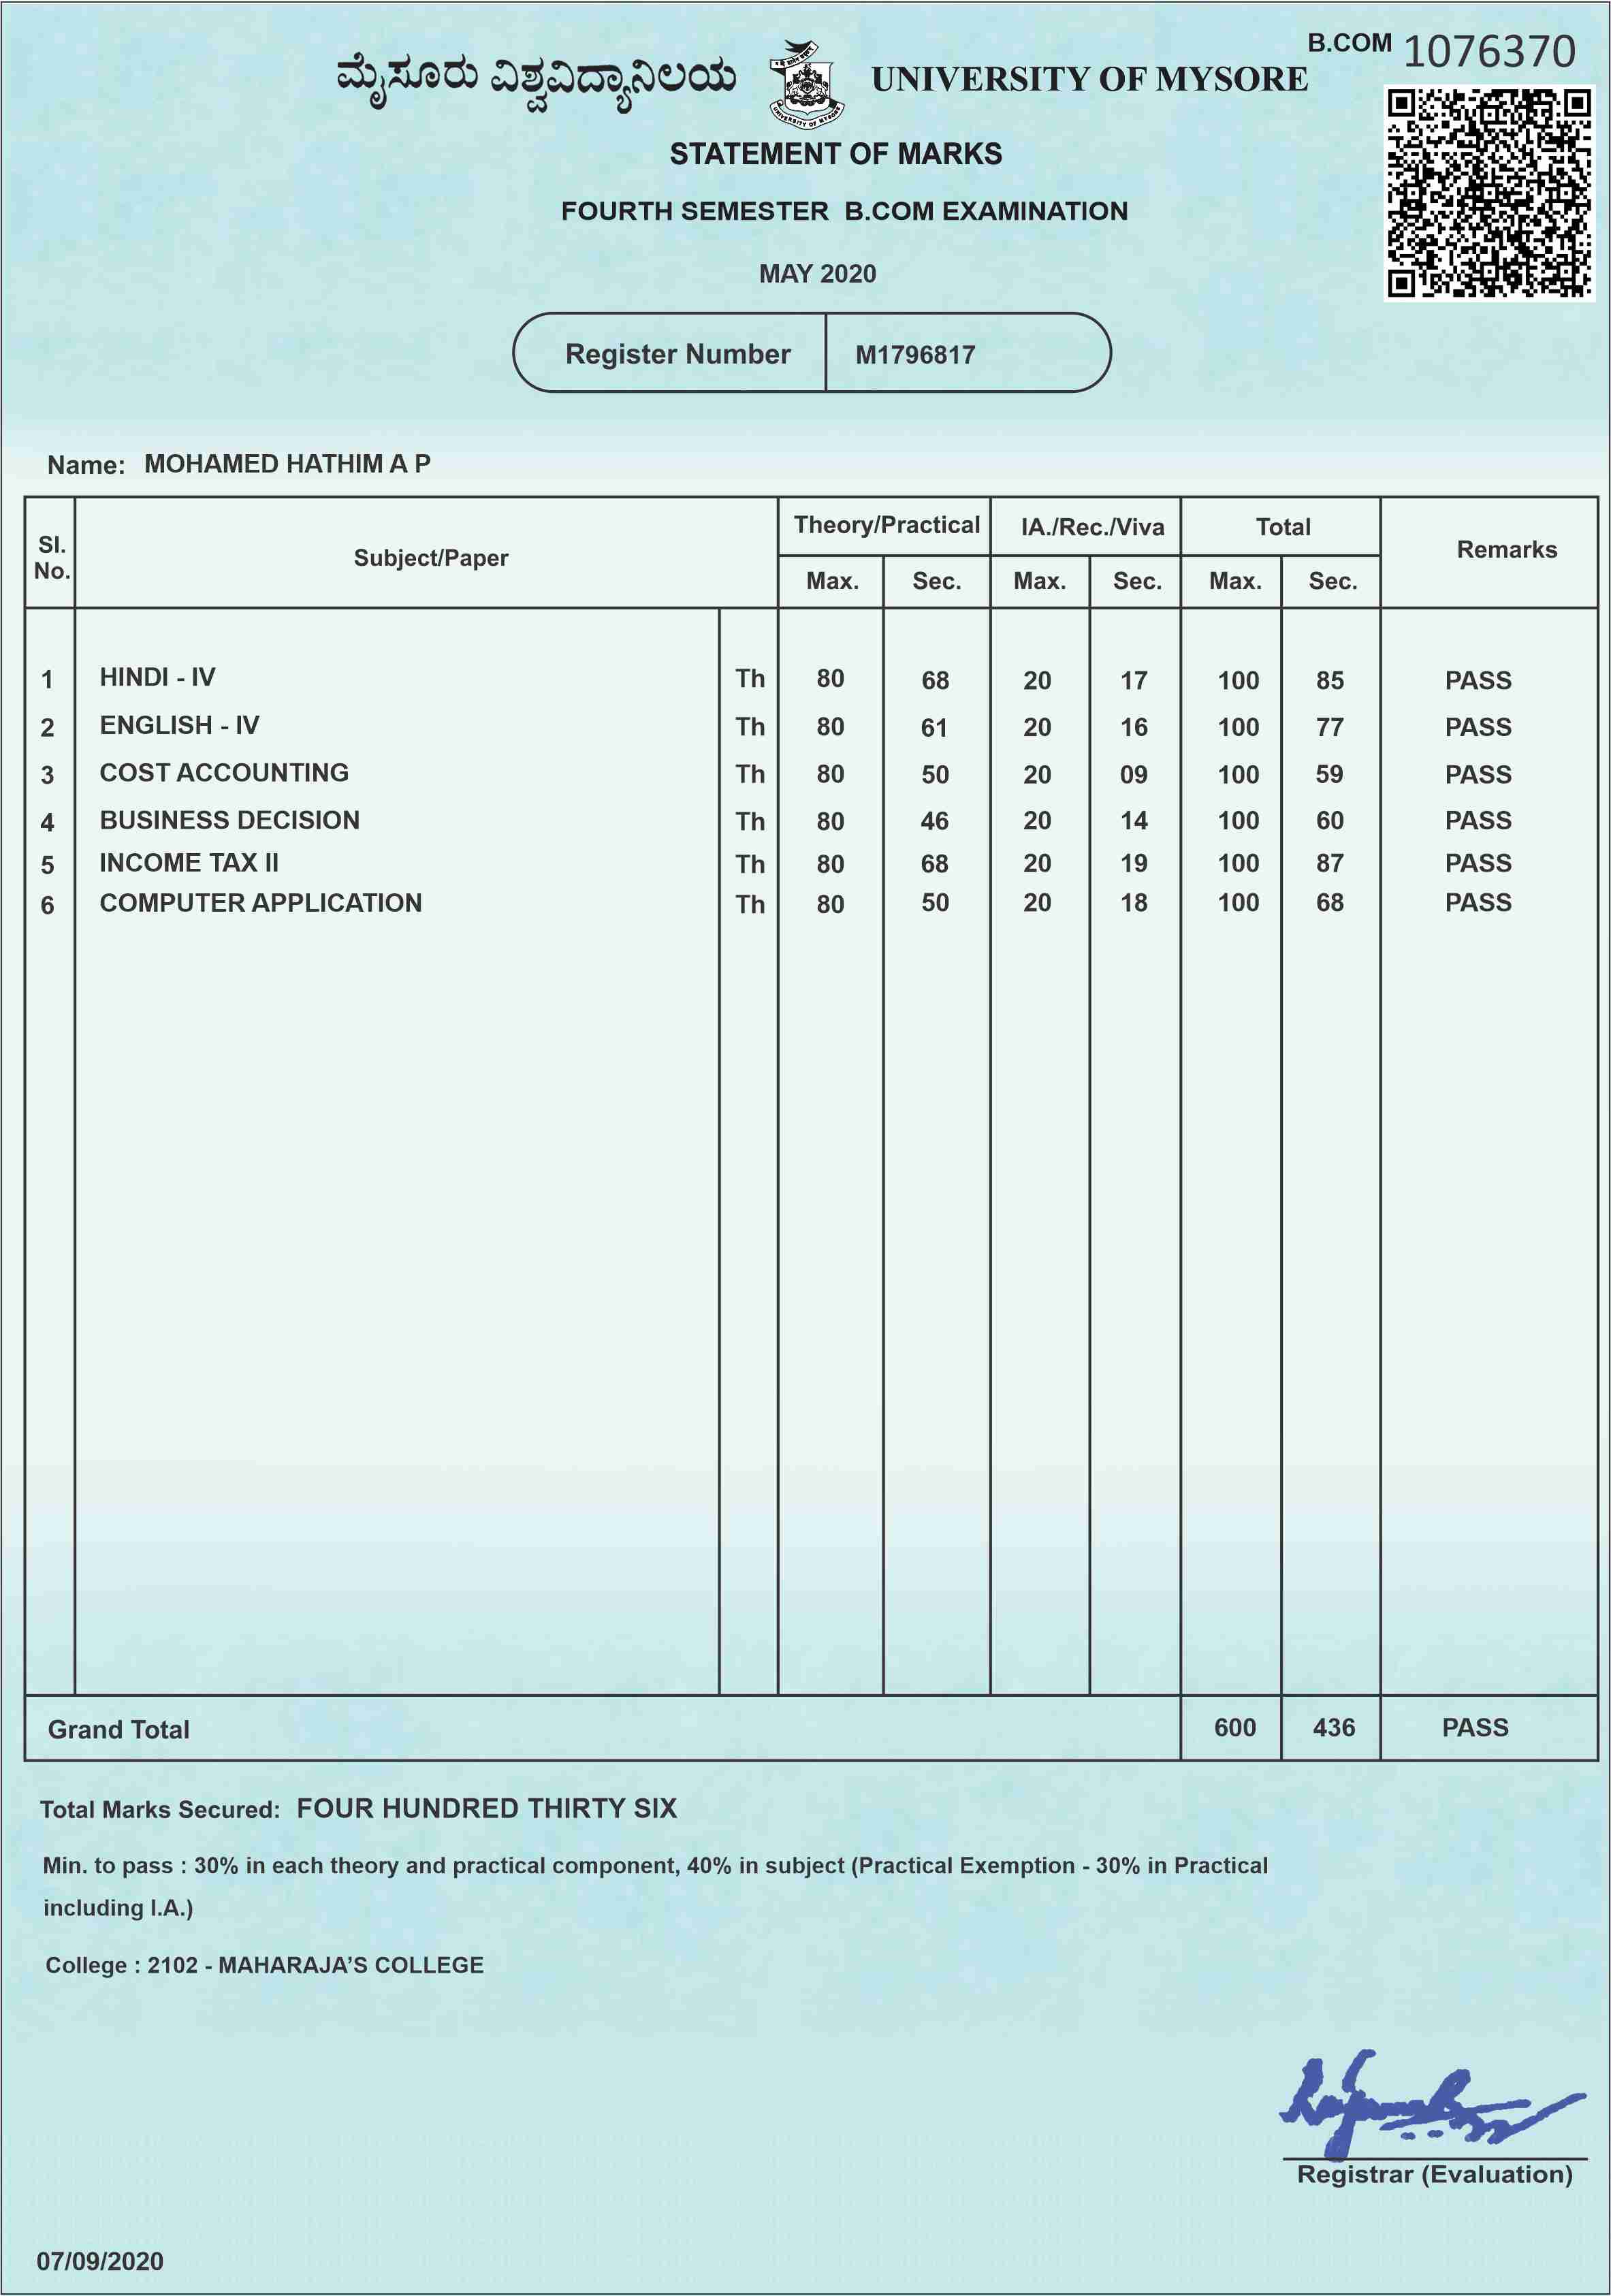 B.COM 1076370
ಮೈಸೂರು ವಿಶ್ವವಿದ್ಯಾನಿಲಯ UNIVERSITY OF MYSORE
UNIVERSITY OF MYSORE
STATEMENT OF MARKS
FOURTH SEMESTER B.COM EXAMINATION
MAY 2020
Register Number M1796817
Name: MOHAMED HATHIM A P
Sl. No. Subject/Paper Theory/Practical IA./Rec./Viva Total Remarks
Max. Sec. Max. Sec. Max. Sec.
1 HINDI - IV Th 80 68 20 17 100 85 PASS
2 ENGLISH - IV Th 80 61 20 16 100 77 PASS
3 COST ACCOUNTING Th 80 50 20 09 100 59 PASS
4 BUSINESS DECISION Th 80 46 20 14 100 60 PASS
5 INCOME TAX II Th 80 68 20 19 100 87 PASS
6 COMPUTER APPLICATION Th 80 50 20 18 100 68 PASS
Grand Total 600 436 PASS
Total Marks Secured: FOUR HUNDRED THIRTY SIX
Min. to pass : 30% in each theory and practical component, 40% in subject (Practical Exemption - 30% in Practical
including I.A.)
College : 2102 - MAHARAJA'S COLLEGE
Registrar (Evaluation)
07/09/2020